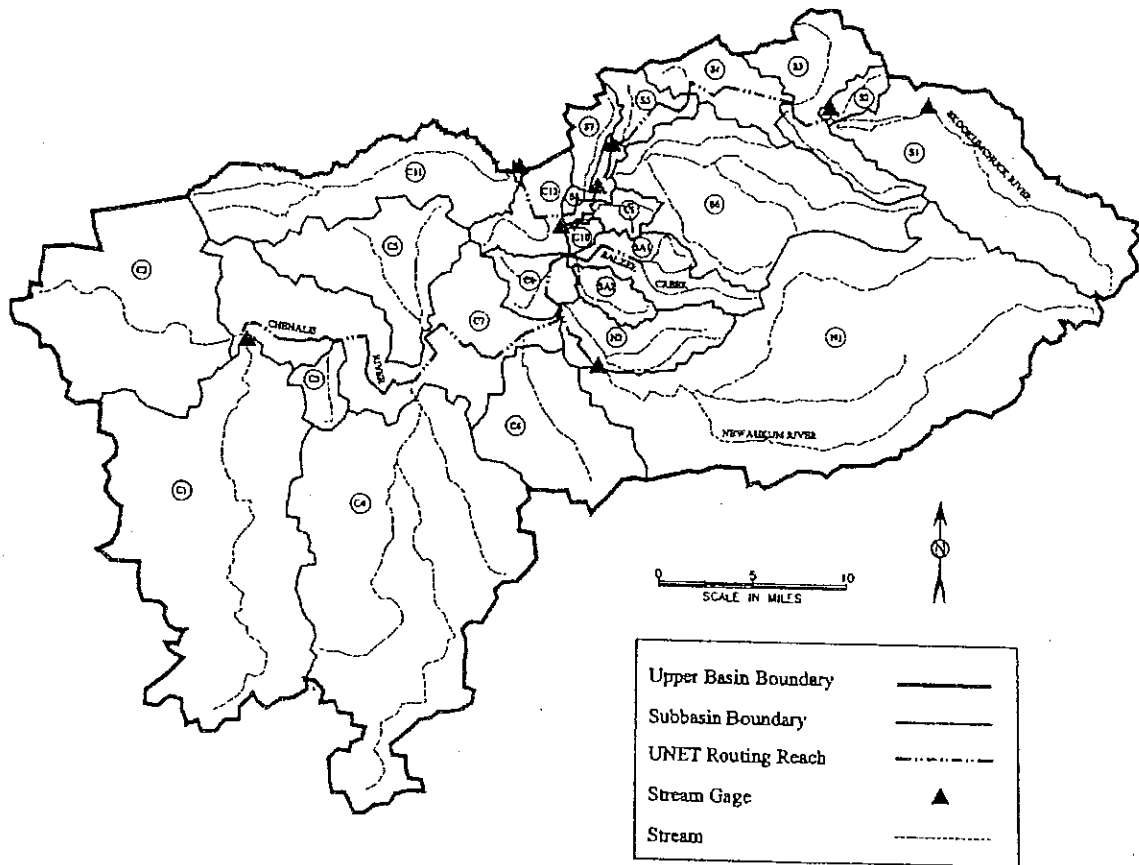 S4
S3
S5
S2
S7
S1
SKOOKUMCHUCK RIVER
C11
C12
S6
C10
SA1
SALZER
CREEK
SA2
C5
C3
C9
C7
CHEHALIS
RIVER
N2
N1
C6
NEWAUKUM RIVER
C1
C4
N
0 5 10
SCALE IN MILES
Upper Basin Boundary
Subbasin Boundary
UNET Routing Reach
Stream Gage
Stream